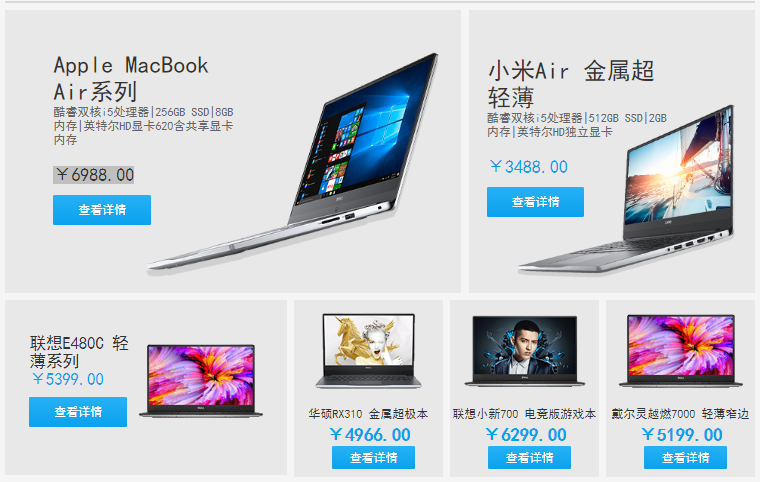 Apple MacBook
Air系列
酷睿双核i5处理器|256GB SSD|8GB
内存|英特尔HD显卡620含共享显卡
内存
￥6988.00
查看详情
小米Air 金属超
轻薄
酷睿双核i5处理器|512GB SSD|2GB
内存|英特尔HD独立显卡
￥3488.00
查看详情
联想E480C 轻
薄系列
￥5399.00
查看详情
华硕RX310 金属超极本
￥4966.00
查看详情
联想小新700 电竞版游戏本
￥6299.00
查看详情
戴尔灵越燃7000 轻薄窄边
￥5199.00
查看详情